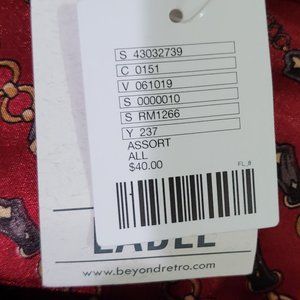 S 43032739
C 0151
V 061019
S 0000010
S RM1266
Y 237
ASSORT
ALL
$40.00
FL_8
LABEL
www.beyondretro.com